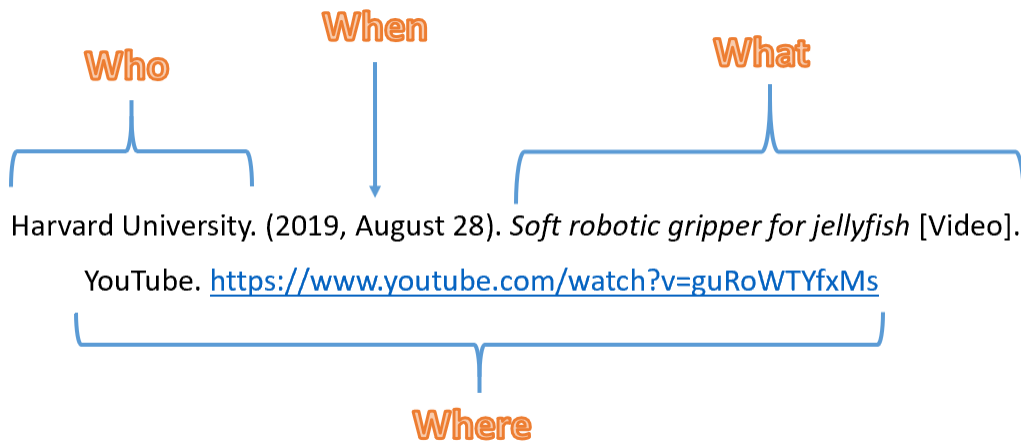 When
Who
What
Harvard University. (2019, August 28). Soft robotic gripper for jellyfish [Video].
YouTube. https://www.youtube.com/watch?v=guRoWTYfxMs
Where